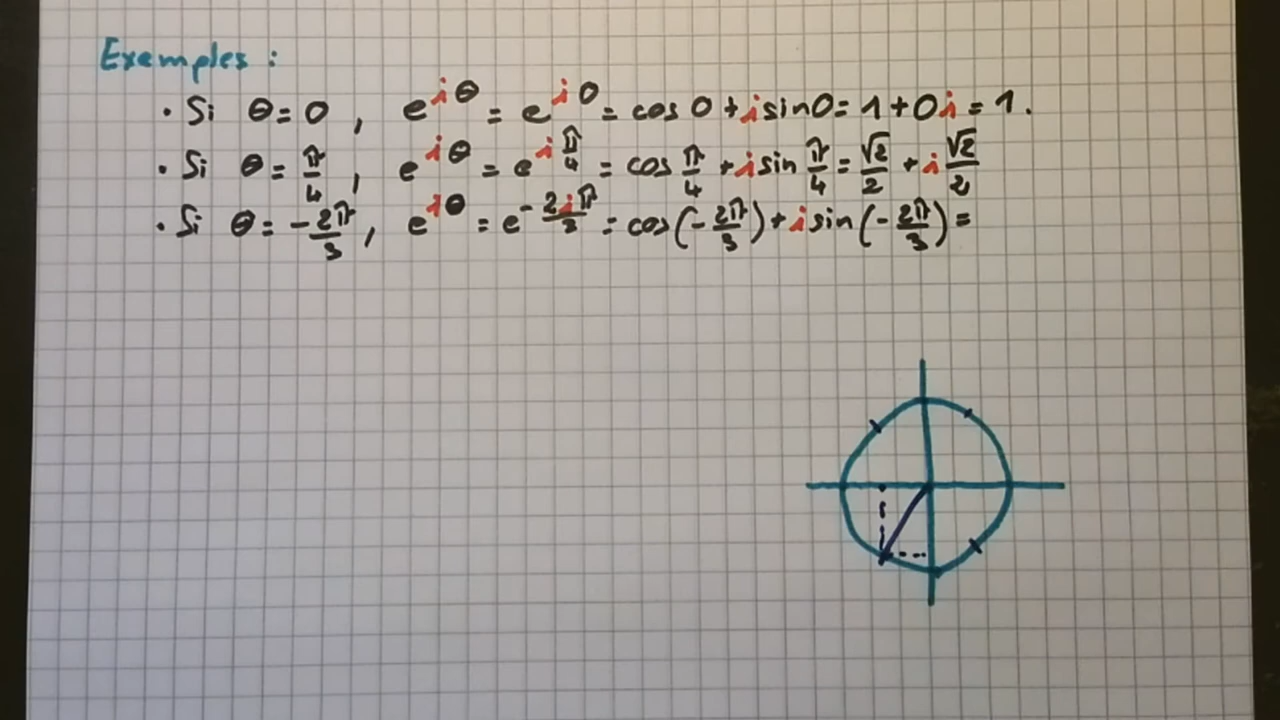 Exemples :
• Si θ = 0 , e^{iθ} = e^{i0} = cos 0 + i sin 0 = 1 + 0i = 1.
• Si θ = π/4 , e^{iθ} = e^{iπ/4} = cos π/4 + i sin π/4 = √2/2 + i √2/2
• Si θ = -2π/3 , e^{iθ} = e^{-2iπ/3} = cos(-2π/3) + i sin(-2π/3) =